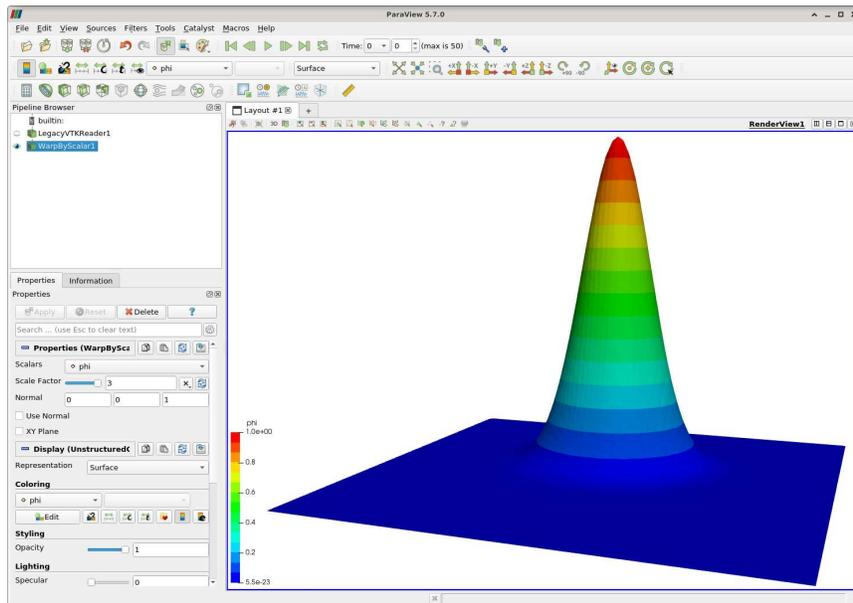 ParaView 5.7.0
File Edit View Sources Filters Tools Catalyst Macros Help
Time: 0 0 (max is 50)
phi Surface
+X -X +Y -Y +Z -Z +90 -90
Pipeline Browser
builtin:
LegacyVTKReader1
WarpByScalar1
Layout #1
3D
RenderView1
Properties Information
Properties
Apply Reset Delete ?
Search ... (use Esc to clear text)
Properties (WarpBySca
Scalars phi
Scale Factor 3
Normal 0 0 1
Use Normal
XY Plane
Display (UnstructuredG
Representation Surface
Coloring
phi
Edit
Styling
Opacity 1
Lighting
Specular 0
phi
1.0e+00
0.8
0.6
0.4
0.2
5.5e-23